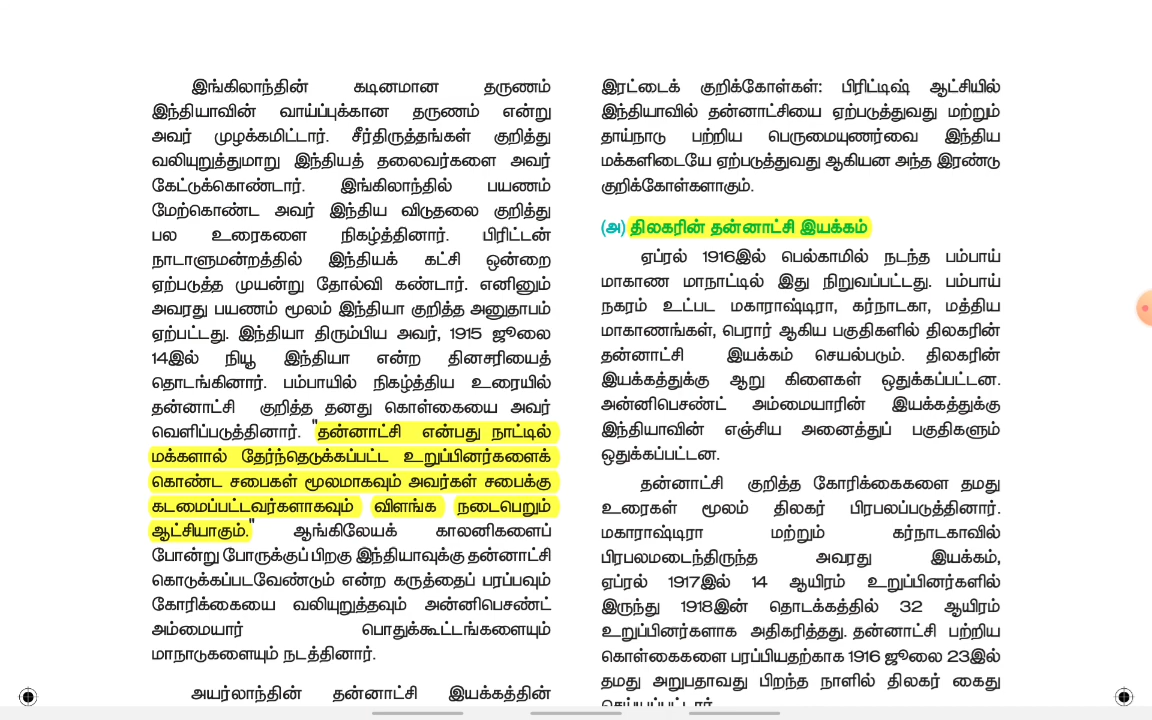 இங்கிலாந்தின் கடினமான தருணம்
இந்தியாவின் வாய்ப்புக்கான தருணம் என்று
அவர் முழக்கமிட்டார். சீர்திருத்தங்கள் குறித்து
வலியுறுத்துமாறு இந்தியத் தலைவர்களை அவர்
கேட்டுக்கொண்டார். இங்கிலாந்தில் பயணம்
மேற்கொண்ட அவர் இந்திய விடுதலை குறித்து
பல உரைகளை நிகழ்த்தினார். பிரிட்டன்
நாடாளுமன்றத்தில் இந்தியக் கட்சி ஒன்றை
ஏற்படுத்த முயன்று தோல்வி கண்டார். எனினும்
அவரது பயணம் மூலம் இந்தியா குறித்த அனுதாபம்
ஏற்பட்டது. இந்தியா திரும்பிய அவர், 1915 ஜூலை
14இல் நியூ இந்தியா என்ற தினசரியைத்
தொடங்கினார். பம்பாயில் நிகழ்த்திய உரையில்
தன்னாட்சி குறித்த தனது கொள்கையை அவர்
வெளிப்படுத்தினார். "தன்னாட்சி என்பது நாட்டில்
மக்களால் தேர்ந்தெடுக்கப்பட்ட உறுப்பினர்களைக்
கொண்ட சபைகள் மூலமாகவும் அவர்கள் சபைக்கு
கடமைப்பட்டவர்களாகவும் விளங்க நடைபெறும்
ஆட்சியாகும்." ஆங்கிலேயக் காலனிகளைப்
போன்று போருக்குப் பிறகு இந்தியாவுக்கு தன்னாட்சி
கொடுக்கப்படவேண்டும் என்ற கருத்தைப் பரப்பவும்
கோரிக்கையை வலியுறுத்தவும் அன்னிபெசண்ட்
அம்மையார் பொதுக்கூட்டங்களையும்
மாநாடுகளையும் நடத்தினார்.
அயர்லாந்தின் தன்னாட்சி இயக்கத்தின்
இரட்டைக் குறிக்கோள்கள்: பிரிட்டிஷ் ஆட்சியில்
இந்தியாவில் தன்னாட்சியை ஏற்படுத்துவது மற்றும்
தாய்நாடு பற்றிய பெருமையுணர்வை இந்திய
மக்களிடையே ஏற்படுத்துவது ஆகியன அந்த இரண்டு
குறிக்கோள்களாகும்.
(அ) திலகரின் தன்னாட்சி இயக்கம்
ஏப்ரல் 1916இல் பெல்காமில் நடந்த பம்பாய்
மாகாண மாநாட்டில் இது நிறுவப்பட்டது. பம்பாய்
நகரம் உட்பட மகாராஷ்டிரா, கர்நாடகா, மத்திய
மாகாணங்கள், பெரார் ஆகிய பகுதிகளில் திலகரின்
தன்னாட்சி இயக்கம் செயல்படும். திலகரின்
இயக்கத்துக்கு ஆறு கிளைகள் ஒதுக்கப்பட்டன.
அன்னிபெசண்ட் அம்மையாரின் இயக்கத்துக்கு
இந்தியாவின் எஞ்சிய அனைத்துப் பகுதிகளும்
ஒதுக்கப்பட்டன.
தன்னாட்சி குறித்த கோரிக்கைகளை தமது
உரைகள் மூலம் திலகர் பிரபலப்படுத்தினார்.
மகாராஷ்டிரா மற்றும் கர்நாடகாவில்
பிரபலமடைந்திருந்த அவரது இயக்கம்,
ஏப்ரல் 1917இல் 14 ஆயிரம் உறுப்பினர்களில்
இருந்து 1918இன் தொடக்கத்தில் 32 ஆயிரம்
உறுப்பினர்களாக அதிகரித்தது. தன்னாட்சி பற்றிய
கொள்கைகளை பரப்பியதற்காக 1916 ஜூலை 23இல்
தமது அறுபதாவது பிறந்த நாளில் திலகர் கைது
செய்யப்பட்டார்.